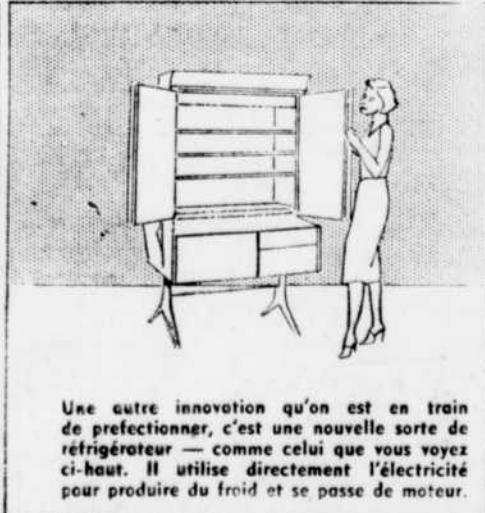 Une autre innovation qu'on est en train
de prefectionner, c'est une nouvelle sorte de
réfrigérateur — comme celui que vous voyez
ci-haut. Il utilise directement l'électricité
pour produire du froid et se passe de moteur.